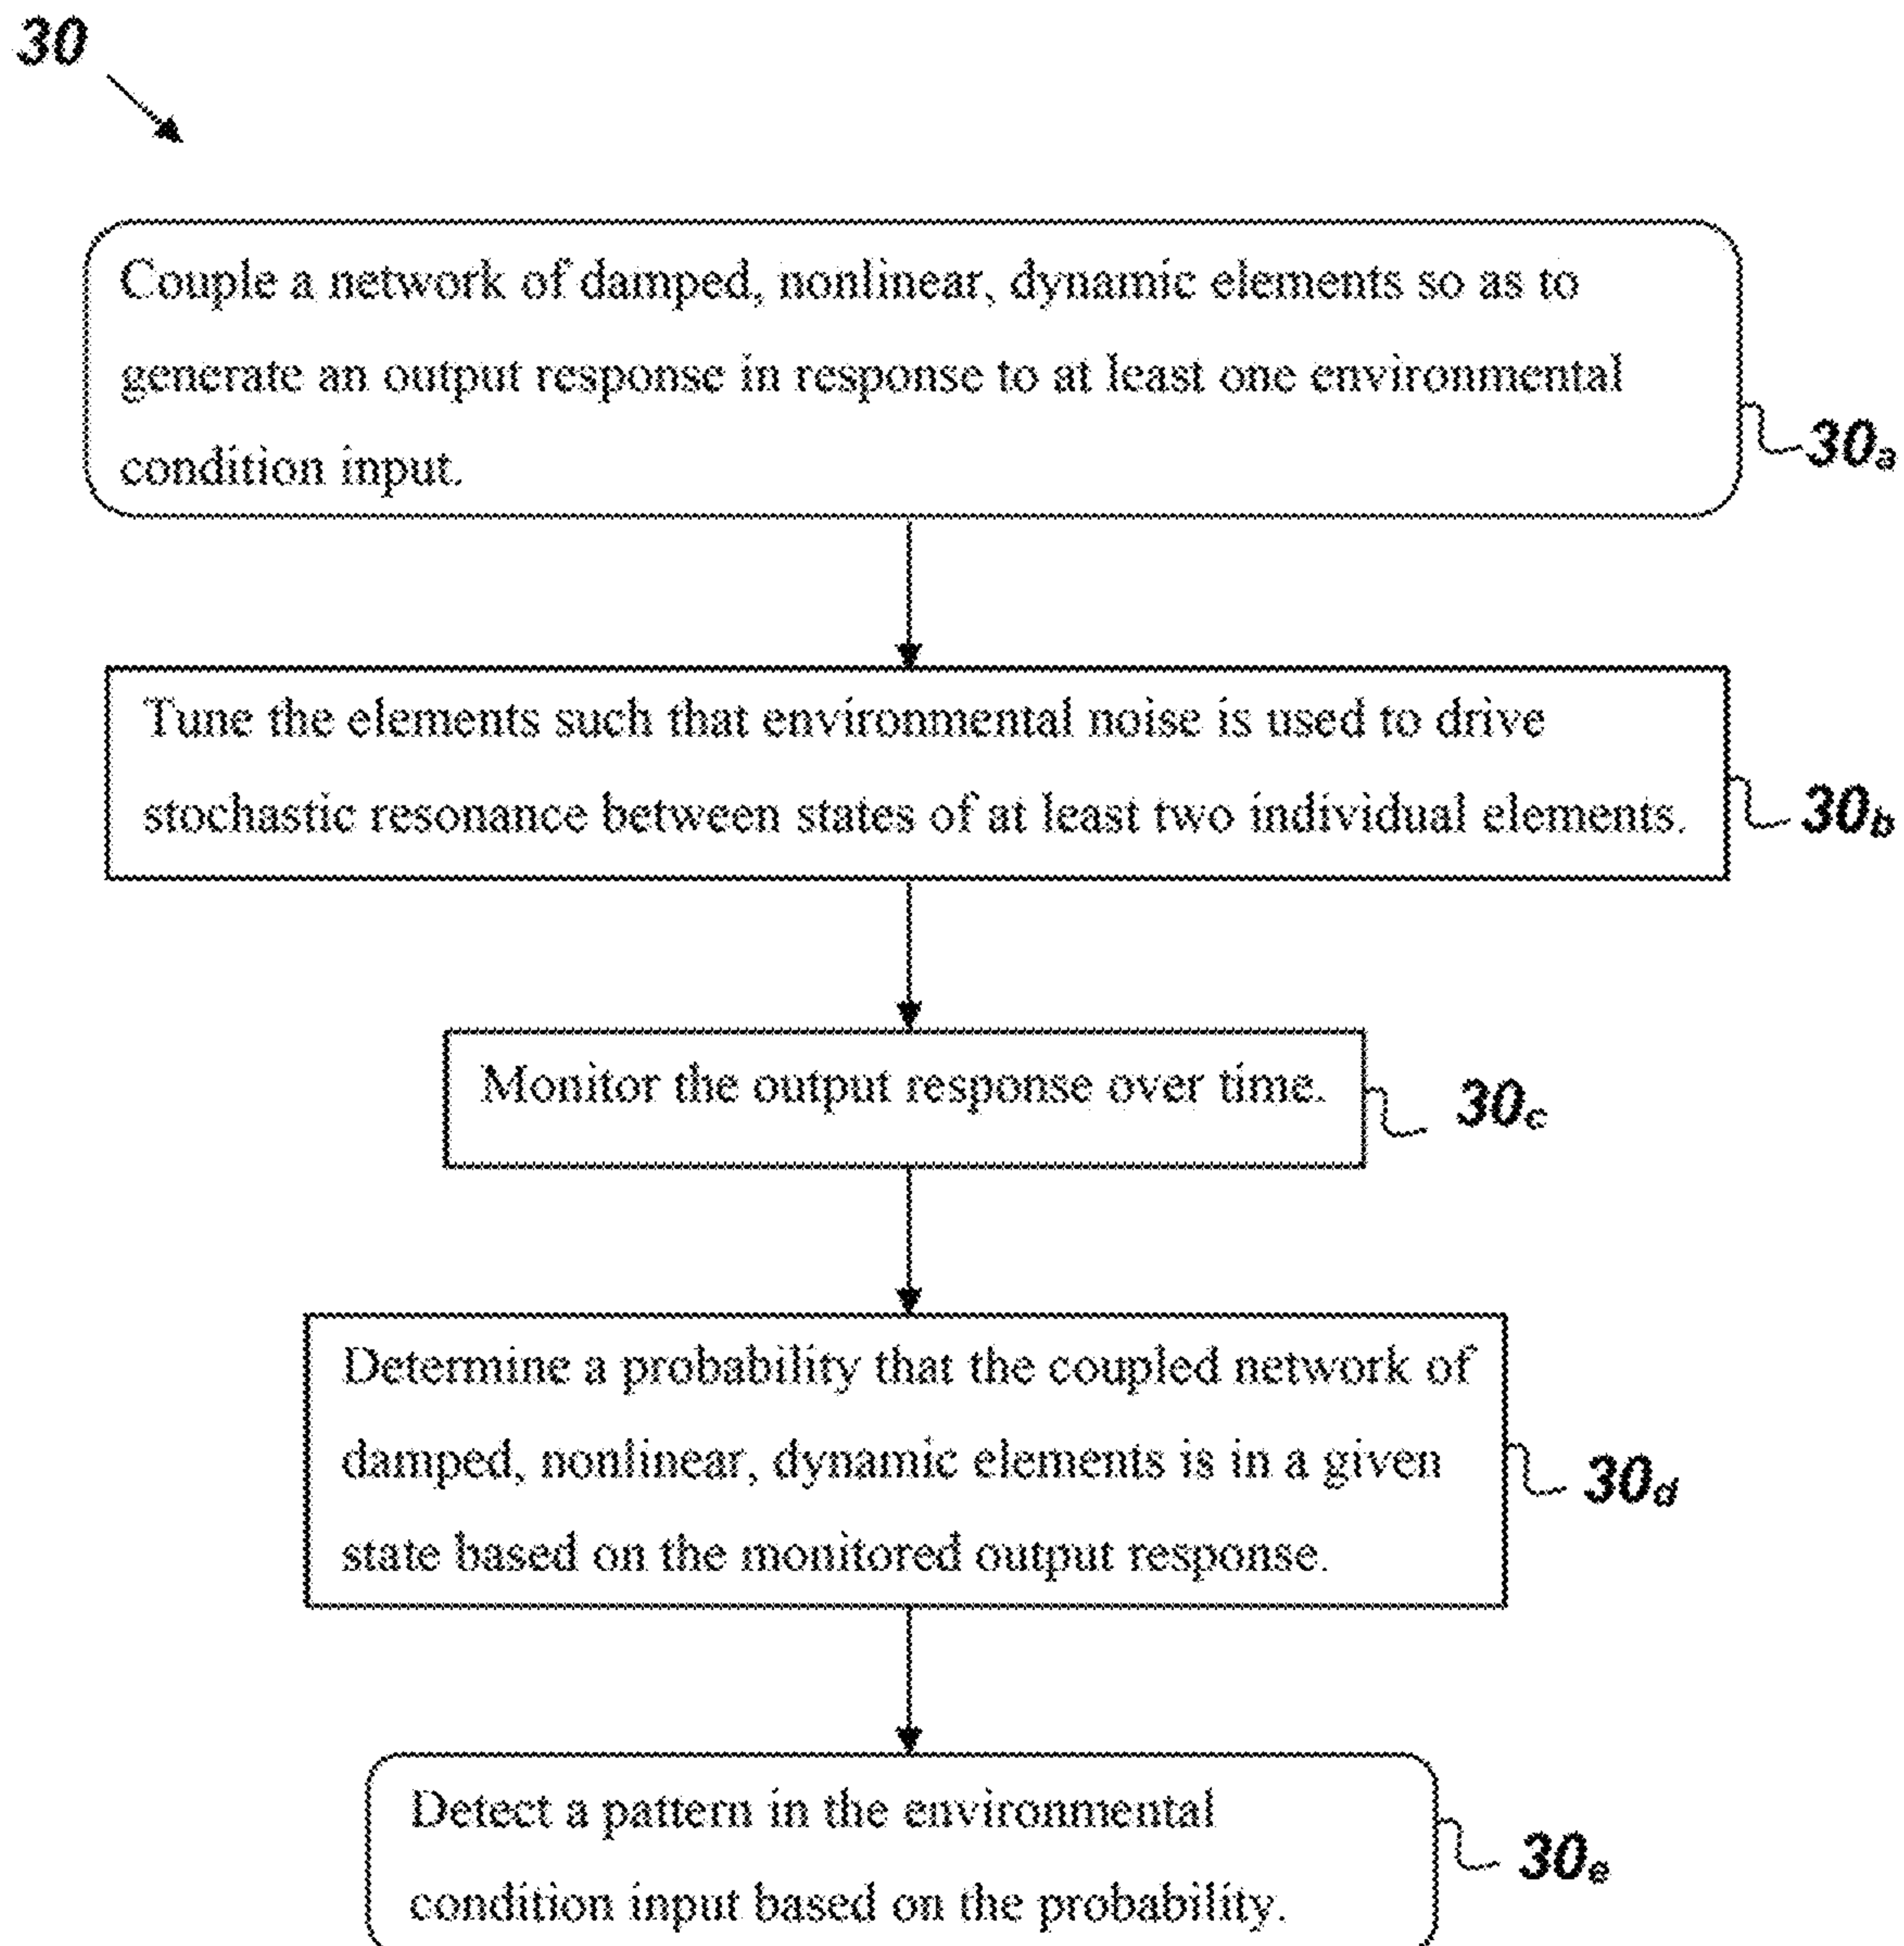 30
Couple a network of damped, nonlinear, dynamic elements so as to
generate an output response in response to at least one environmental
condition input.
30a
Tune the elements such that environmental noise is used to drive
stochastic resonance between states of at least two individual elements.
30b
Monitor the output response over time.
30c
Determine a probability that the coupled network of
damped, nonlinear, dynamic elements is in a given
state based on the monitored output response.
30d
Detect a pattern in the environmental
condition input based on the probability.
30e